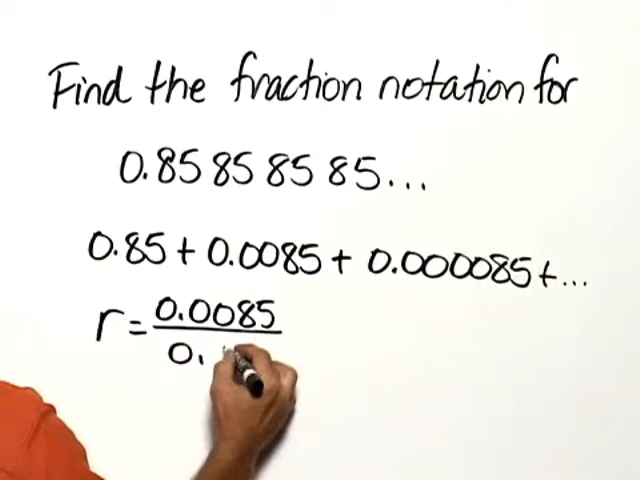 Find the fraction notation for
0.85 85 85 85...
0.85 + 0.0085 + 0.000085 + ...
r = 0.0085
0.